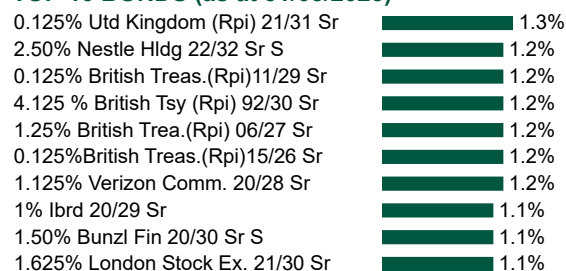 0.125% Utd Kingdom (Rpi) 21/31 Sr 1.3%
2.50% Nestle Hldg 22/32 Sr S 1.2%
0.125% British Treas.(Rpi)11/29 Sr 1.2%
4.125 % British Tsy (Rpi) 92/30 Sr 1.2%
1.25% British Trea.(Rpi) 06/27 Sr 1.2%
0.125%British Treas.(Rpi)15/26 Sr 1.2%
1.125% Verizon Comm. 20/28 Sr 1.2%
1% Ibrd 20/29 Sr 1.1%
1.50% Bunzl Fin 20/30 Sr S 1.1%
1.625% London Stock Ex. 21/30 Sr 1.1%